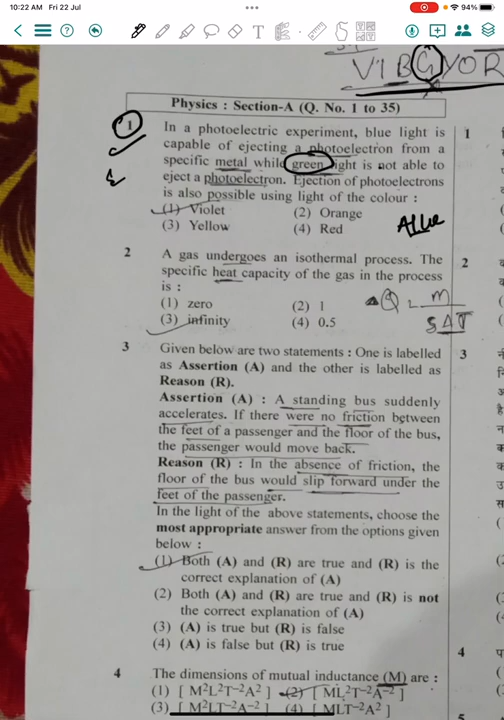 10:22 AM Fri 22 Jul
94%
VIBGYOR
Physics : Section-A (Q. No. 1 to 35)
1 In a photoelectric experiment, blue light is
capable of ejecting a photoelectron from a
specific metal while green light is not able to
eject a photoelectron. Ejection of photoelectrons
is also possible using light of the colour :
(1) Violet (2) Orange
(3) Yellow (4) Red
2 A gas undergoes an isothermal process. The
specific heat capacity of the gas in the process
is :
(1) zero (2) 1
(3) infinity (4) 0.5
3 Given below are two statements : One is labelled
as Assertion (A) and the other is labelled as
Reason (R).
Assertion (A) : A standing bus suddenly
accelerates. If there were no friction between
the feet of a passenger and the floor of the bus,
the passenger would move back.
Reason (R) : In the absence of friction, the
floor of the bus would slip forward under the
feet of the passenger.
In the light of the above statements, choose the
most appropriate answer from the options given
below :
(1) Both (A) and (R) are true and (R) is the
correct explanation of (A)
(2) Both (A) and (R) are true and (R) is not
the correct explanation of (A)
(3) (A) is true but (R) is false
(4) (A) is false but (R) is true
4 The dimensions of mutual inductance (M) are :
(1) [ M²L²T⁻²A² ] (2) [ ML²T⁻²A⁻² ]
(3) [ M²LT⁻²A⁻² ] (4) [ MLT⁻²A² ]
1
2
3
4
5